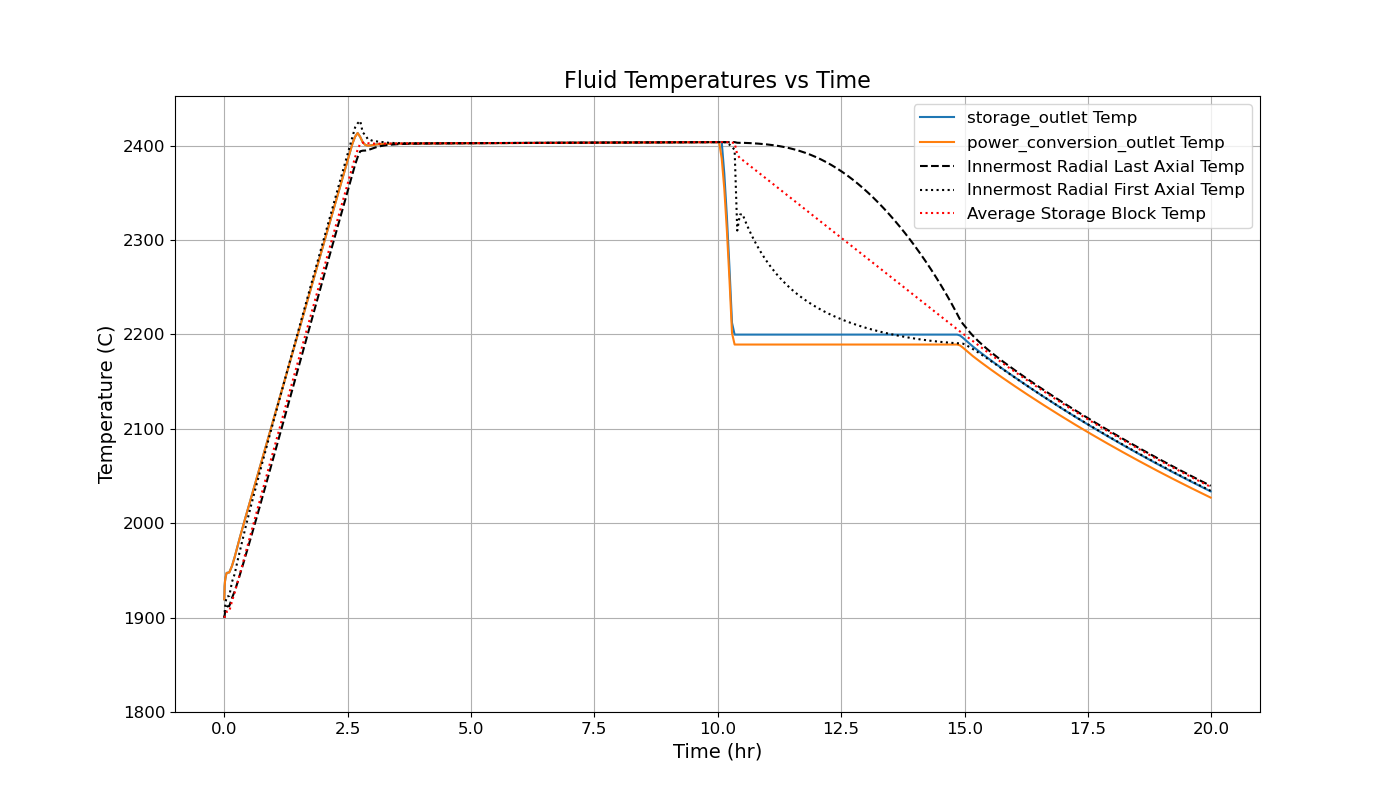 Fluid Temperatures vs Time
storage_outlet Temp
power_conversion_outlet Temp
Innermost Radial Last Axial Temp
Innermost Radial First Axial Temp
Average Storage Block Temp
Temperature (C)
2400
2300
2200
2100
2000
1900
1800
0.0 2.5 5.0 7.5 10.0 12.5 15.0 17.5 20.0
Time (hr)